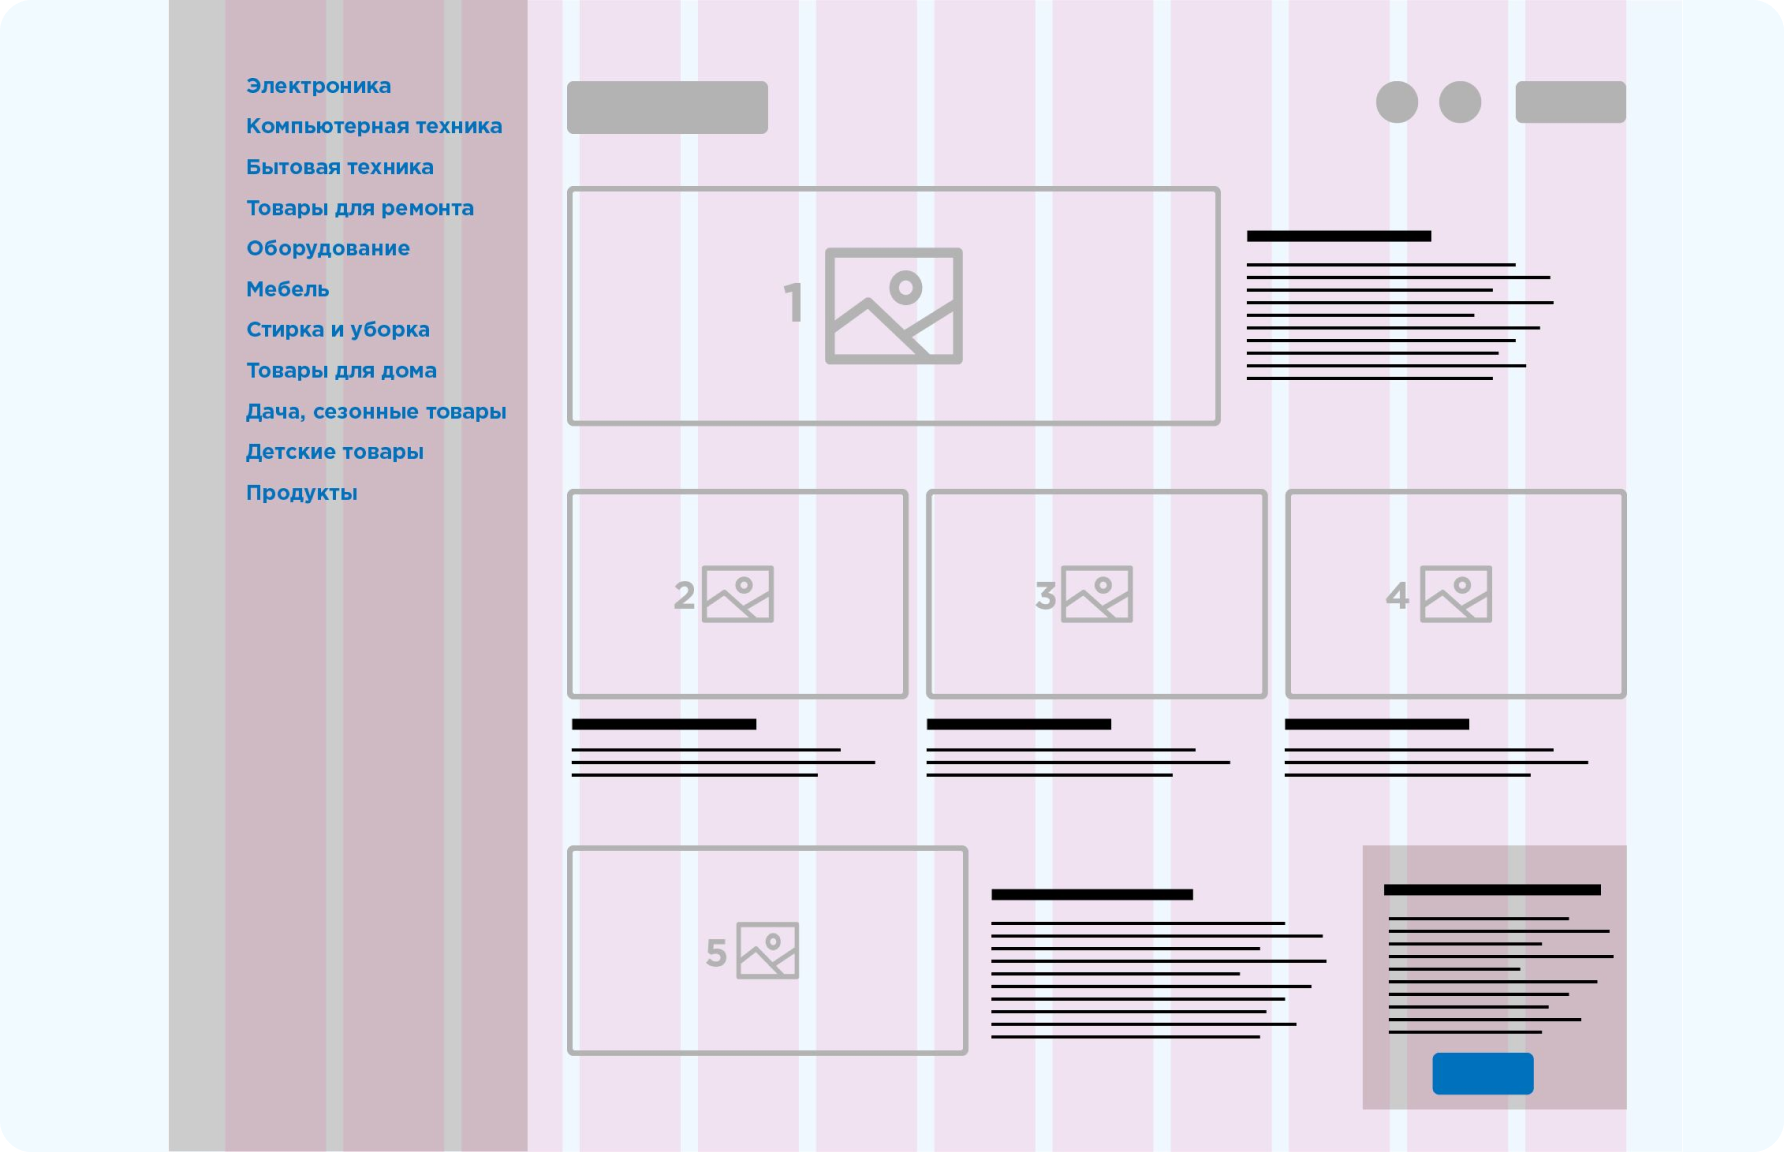 Электроника
Компьютерная техника
Бытовая техника
Товары для ремонта
Оборудование
Мебель
Стирка и уборка
Товары для дома
Дача, сезонные товары
Детские товары
Продукты
1
2
3
4
5